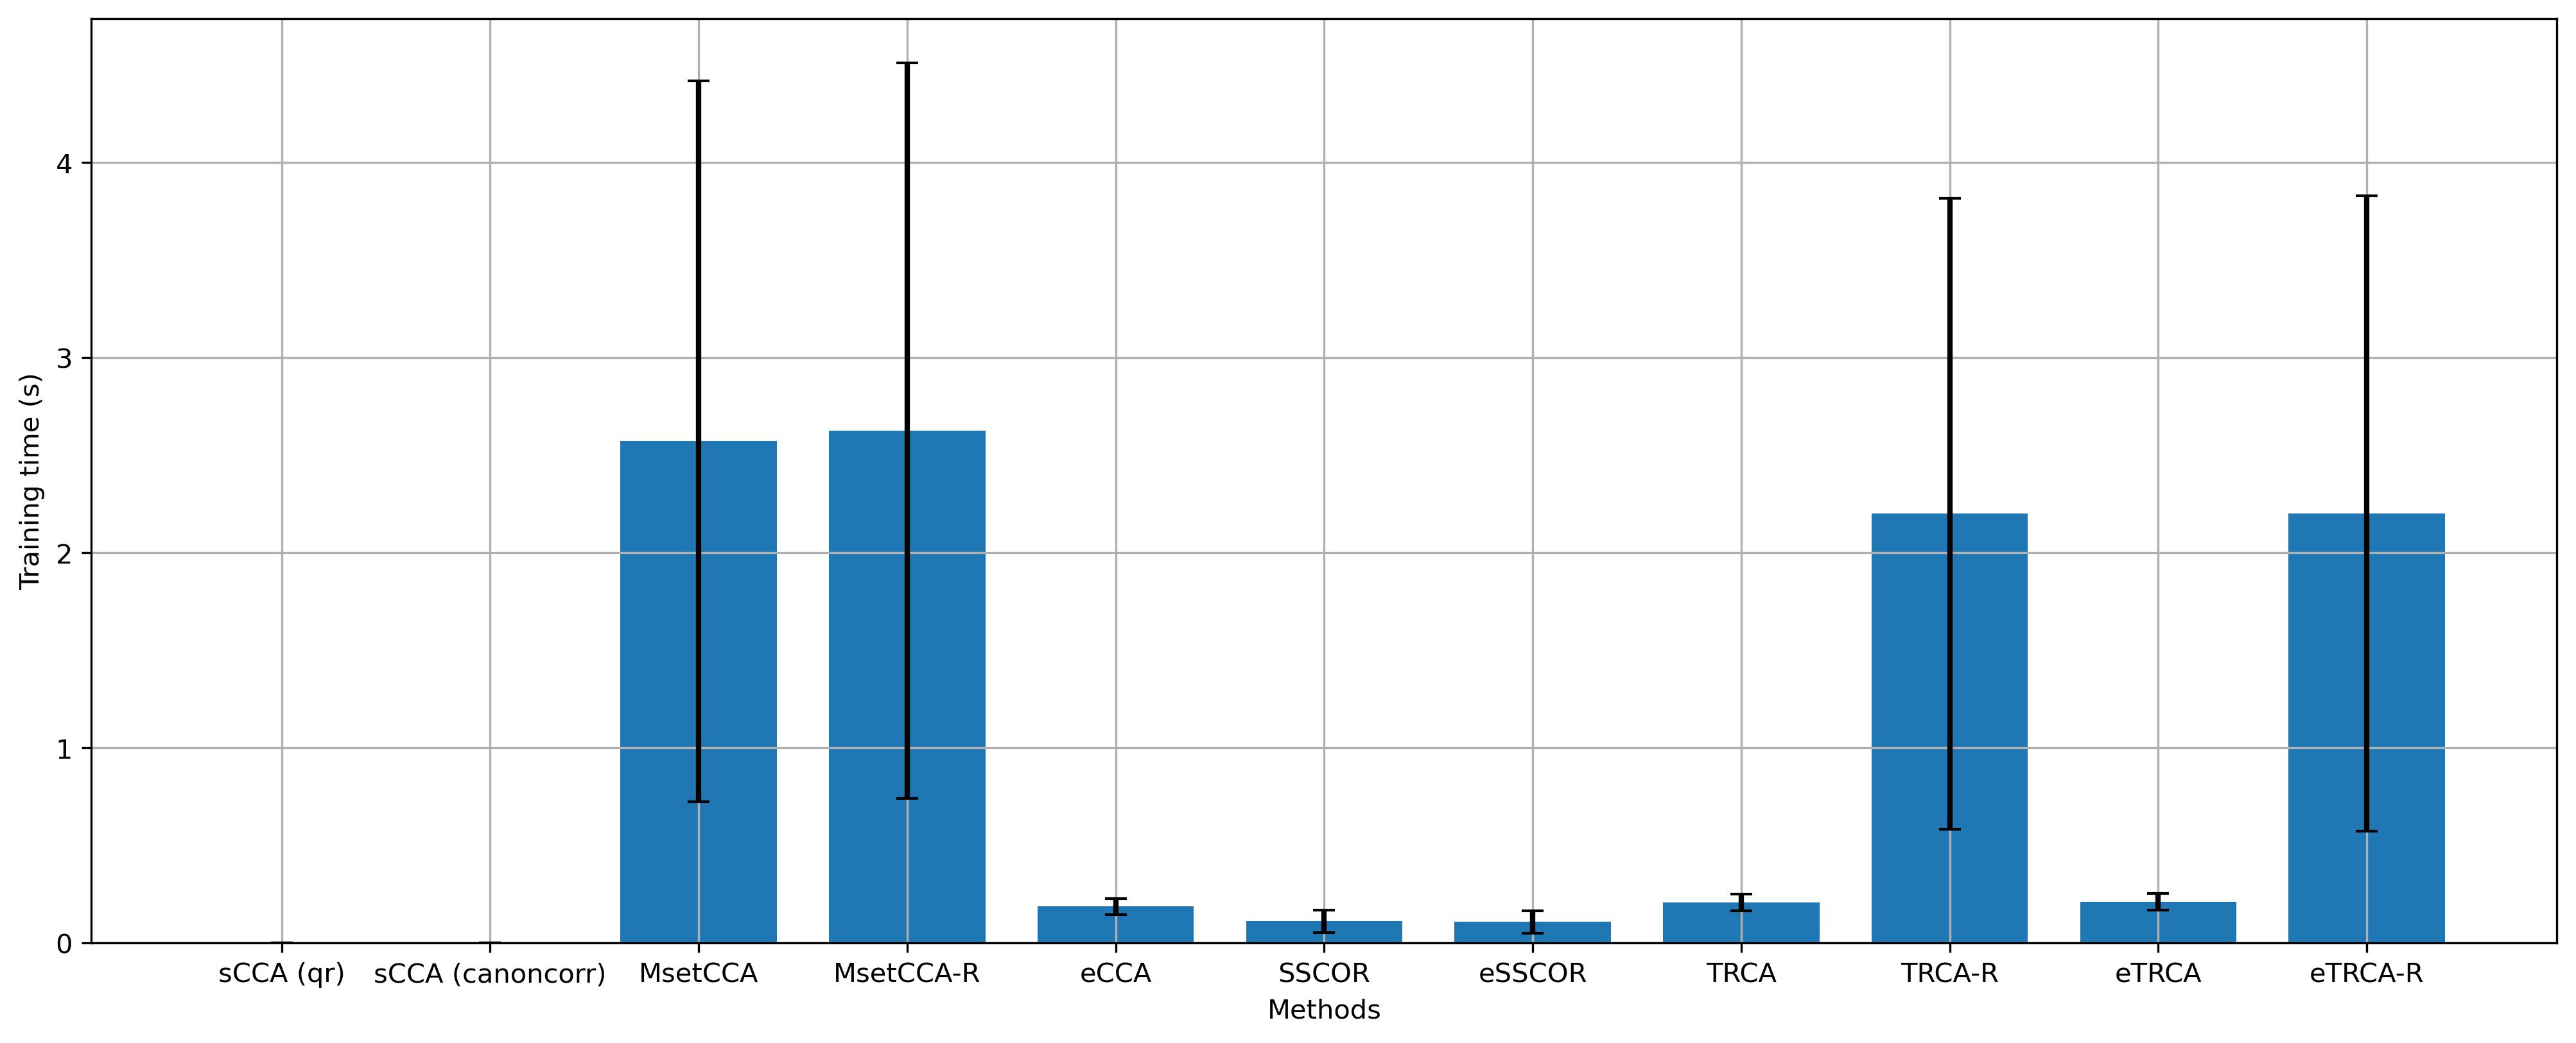 4
3
2
1
0
Training time (s)
sCCA (qr) sCCA (canoncorr) MsetCCA MsetCCA-R eCCA SSCOR eSSCOR TRCA TRCA-R eTRCA eTRCA-R
Methods